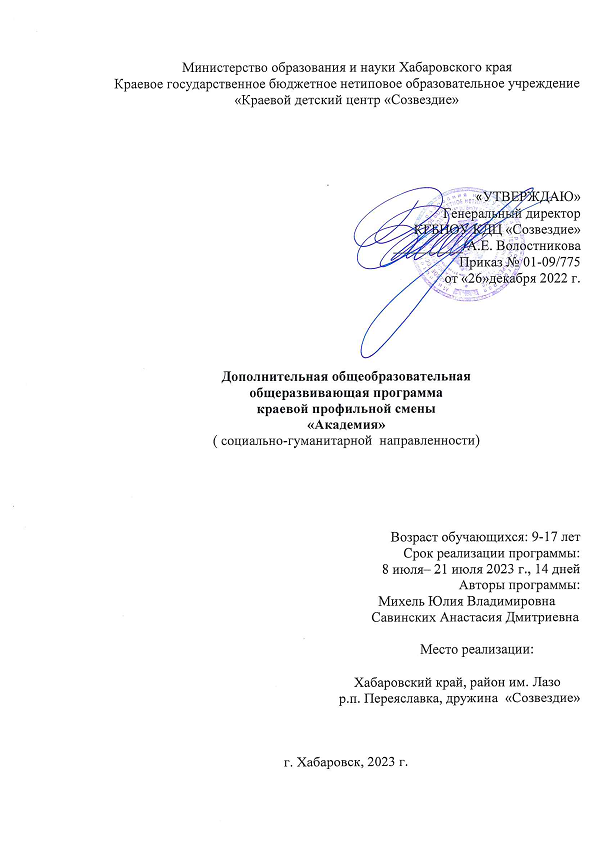 Министерство образования и науки Хабаровского края
Краевое государственное бюджетное нетиповое образовательное учреждение
«Краевой детский центр «Созвездие»
«УТВЕРЖДАЮ»
Генеральный директор
КГБНОУ КДЦ «Созвездие»
А.Е. Волостникова
Приказ № 01-09/775
от «26»декабря 2022 г.
Дополнительная общеобразовательная
общеразвивающая программа
краевой профильной смены
«Академия»
( социально-гуманитарной направленности)
Возраст обучающихся: 9-17 лет
Срок реализации программы:
8 июля– 21 июля 2023 г., 14 дней
Авторы программы:
Михель Юлия Владимировна
Савинских Анастасия Дмитриевна
Место реализации:
Хабаровский край, район им. Лазо
р.п. Переяславка, дружина «Созвездие»
г. Хабаровск, 2023 г.